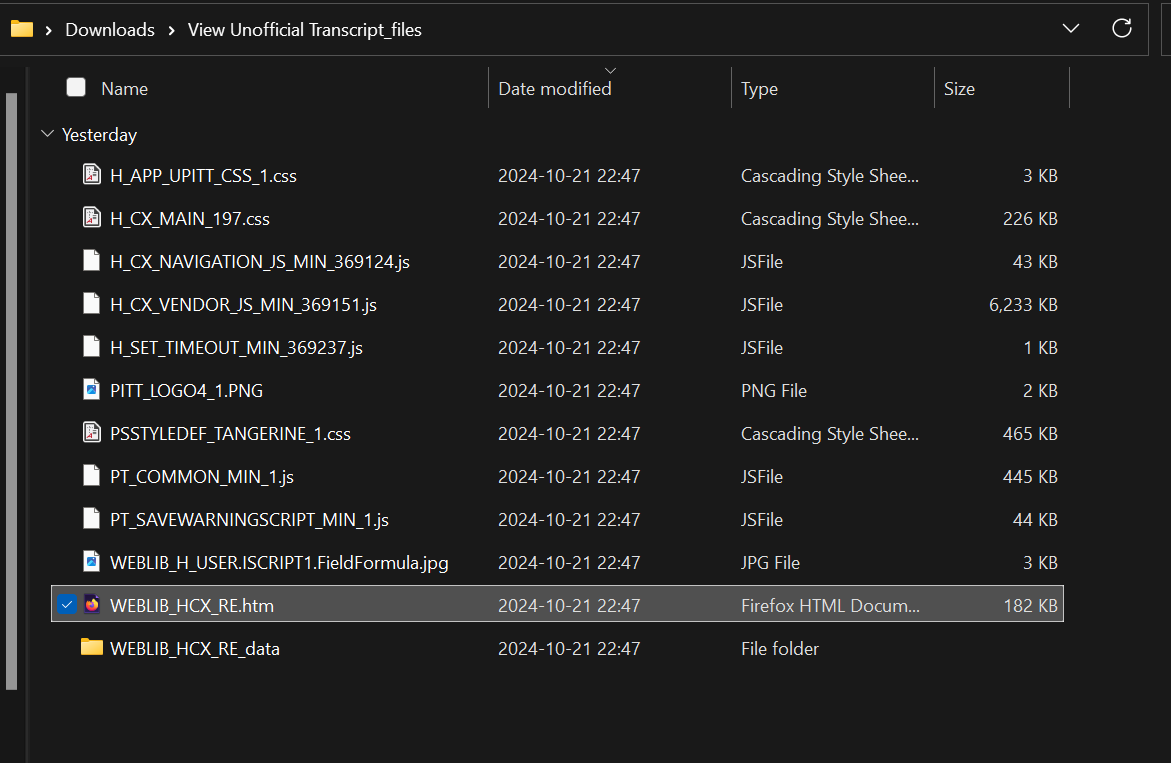 Downloads > View Unofficial Transcript_files
Name Date modified Type Size
Yesterday
H_APP_UPITT_CSS_1.css 2024-10-21 22:47 Cascading Style Shee... 3 KB
H_CX_MAIN_197.css 2024-10-21 22:47 Cascading Style Shee... 226 KB
H_CX_NAVIGATION_JS_MIN_369124.js 2024-10-21 22:47 JSFile 43 KB
H_CX_VENDOR_JS_MIN_369151.js 2024-10-21 22:47 JSFile 6,233 KB
H_SET_TIMEOUT_MIN_369237.js 2024-10-21 22:47 JSFile 1 KB
PITT_LOGO4_1.PNG 2024-10-21 22:47 PNG File 2 KB
PSSTYLEDEF_TANGERINE_1.css 2024-10-21 22:47 Cascading Style Shee... 465 KB
PT_COMMON_MIN_1.js 2024-10-21 22:47 JSFile 445 KB
PT_SAVEWARNINGSCRIPT_MIN_1.js 2024-10-21 22:47 JSFile 44 KB
WEBLIB_H_USER.ISCRIPT1.FieldFormula.jpg 2024-10-21 22:47 JPG File 3 KB
WEBLIB_HCX_RE.htm 2024-10-21 22:47 Firefox HTML Docum... 182 KB
WEBLIB_HCX_RE_data 2024-10-21 22:47 File folder